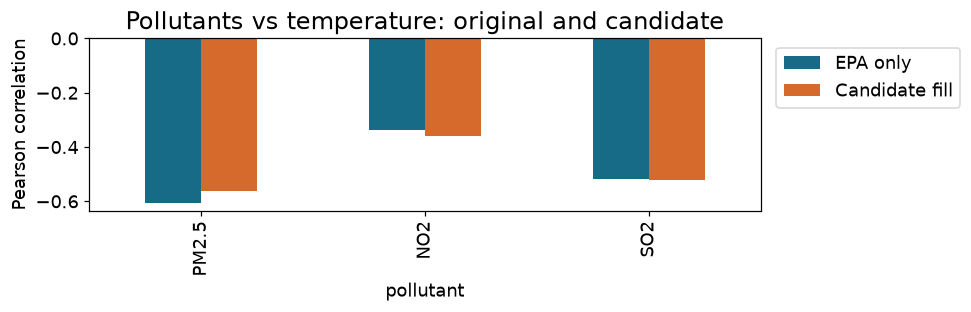 Pollutants vs temperature: original and candidate
Pearson correlation
0.0
−0.2
−0.4
−0.6
PM2.5
NO2
SO2
pollutant
EPA only
Candidate fill